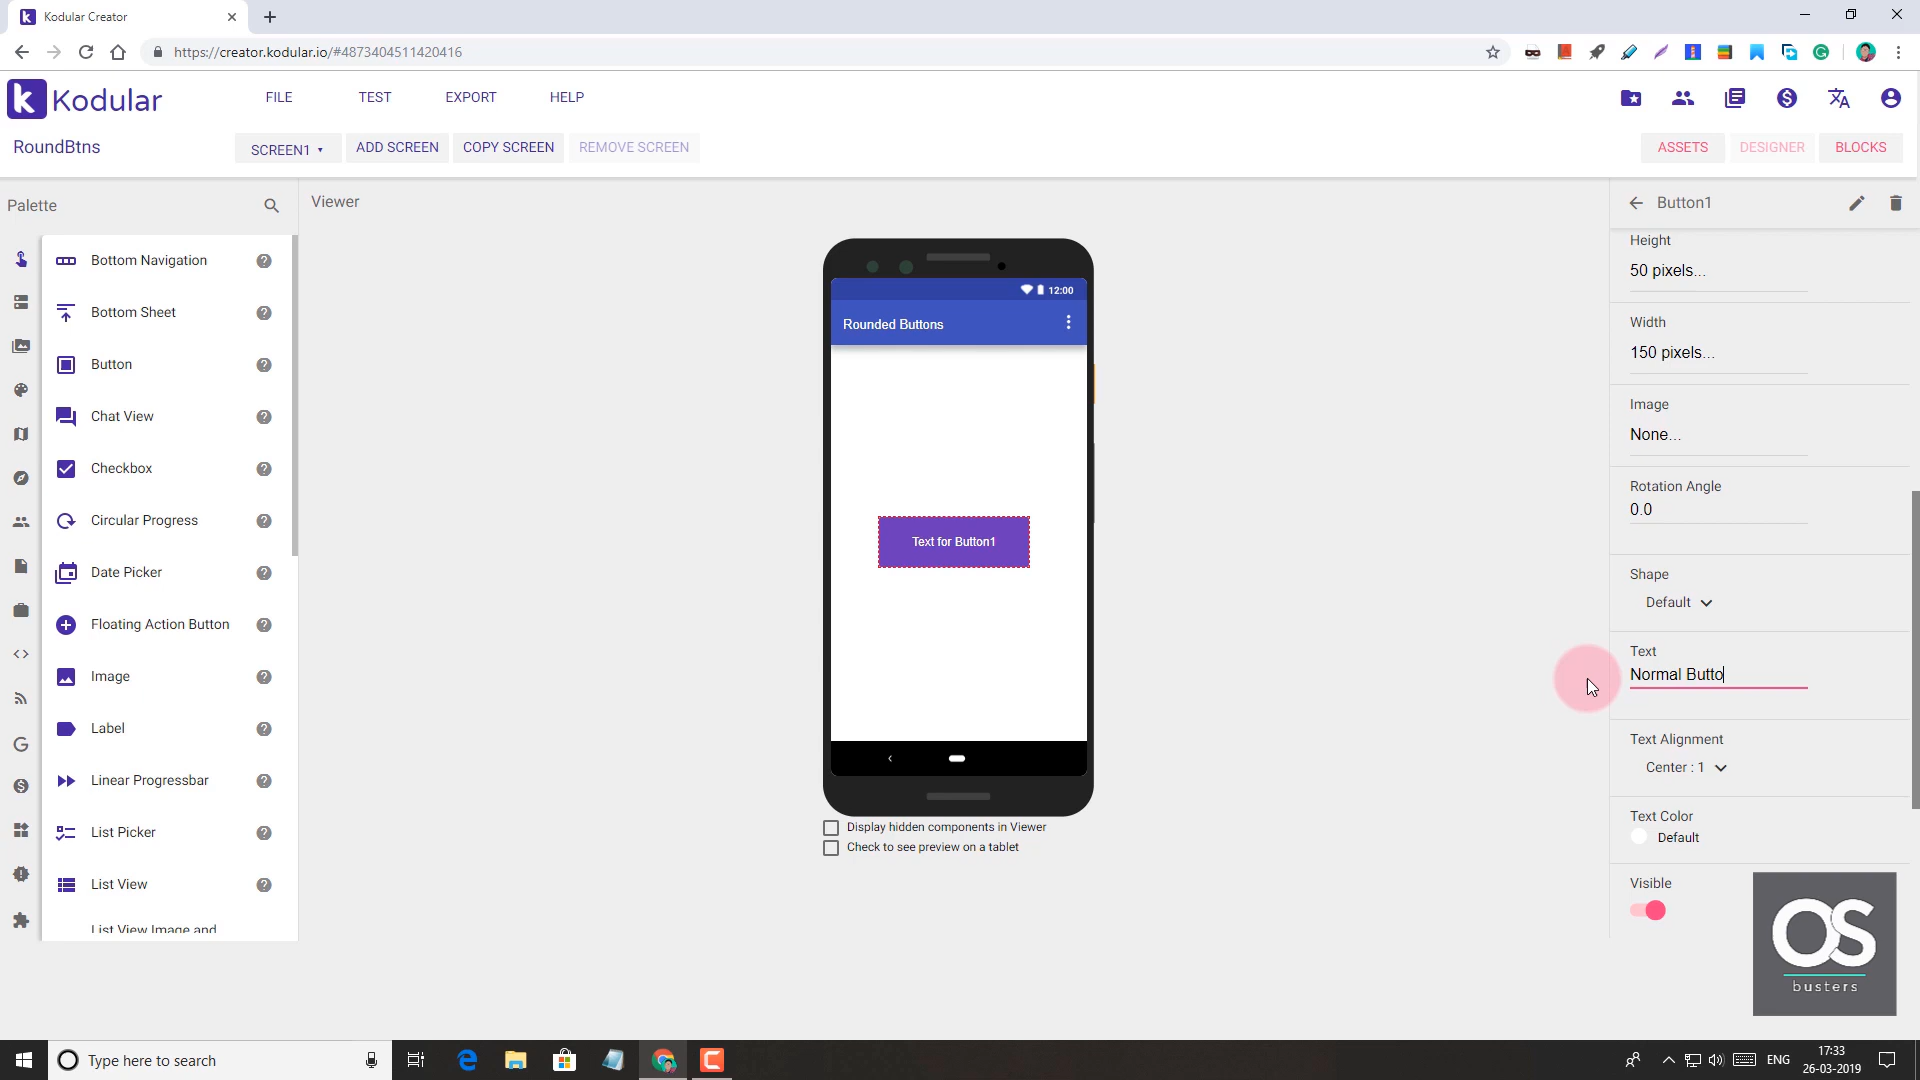 Kodular Creator
https://creator.kodular.io/#4873404511420416
Kodular
FILE
TEST
EXPORT
HELP
RoundBtns
SCREEN1
ADD SCREEN
COPY SCREEN
REMOVE SCREEN
ASSETS
DESIGNER
BLOCKS
Palette
Bottom Navigation
Bottom Sheet
Button
Chat View
Checkbox
Circular Progress
Date Picker
Floating Action Button
Image
Label
Linear Progressbar
List Picker
List View
List View Image and
Viewer
12:00
Rounded Buttons
Text for Button1
Display hidden components in Viewer
Check to see preview on a tablet
Button1
Height
50 pixels...
Width
150 pixels...
Image
None...
Rotation Angle
0.0
Shape
Default
Text
Normal Butto
Text Alignment
Center : 1
Text Color
Default
Visible
OS
busters
Type here to search
ENG
17:33
26-03-2019